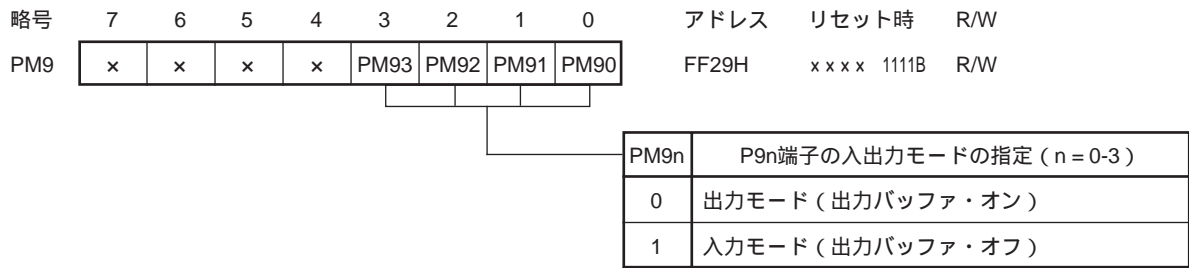 略号 7 6 5 4 3 2 1 0 アドレス リセット時 R/W
PM9 × × × × PM93 PM92 PM91 PM90 FF29H ×××× 1111B R/W
PM9n P9n端子の入出力モードの指定(n = 0-3)
0 出力モード(出力バッファ・オン)
1 入力モード(出力バッファ・オフ)